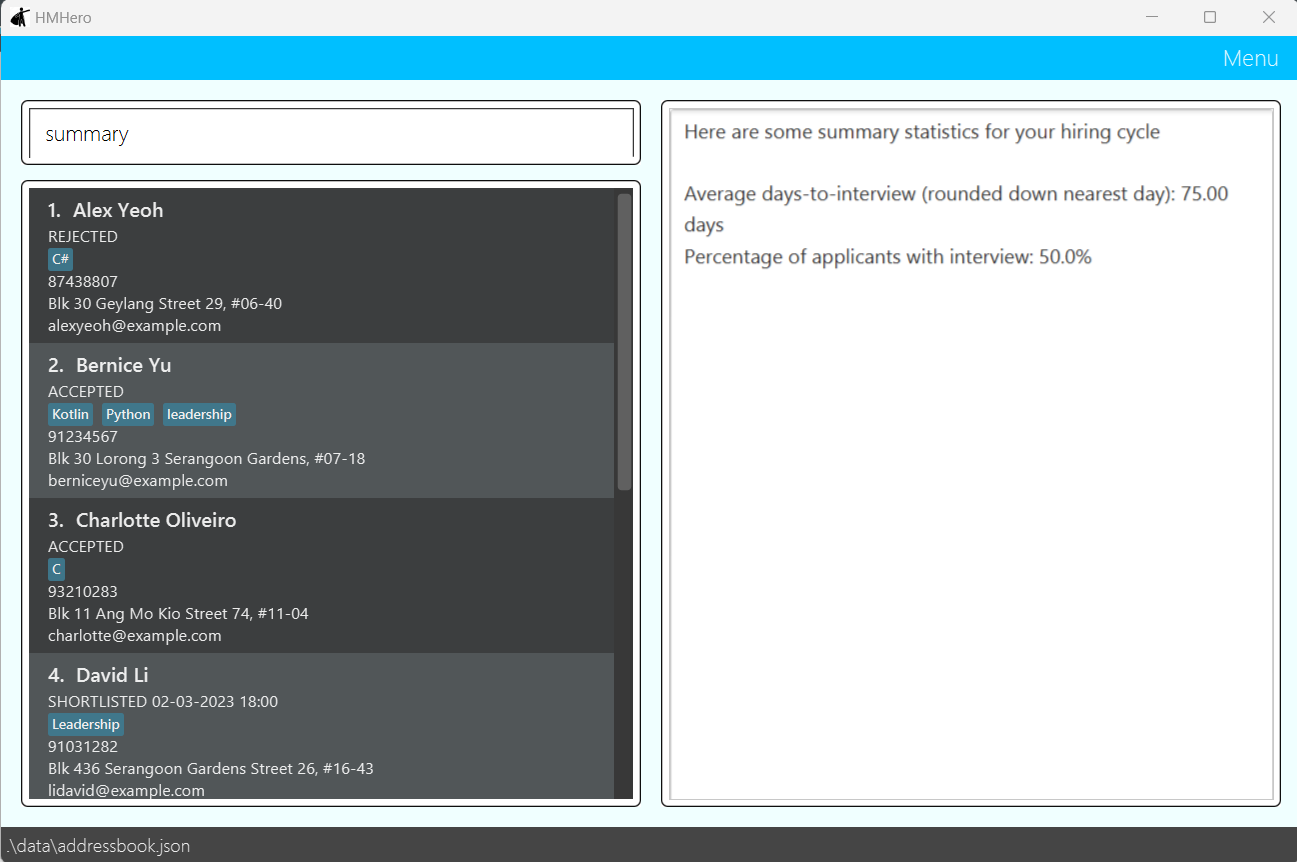 HMHero
Menu
summary
1. Alex Yeoh
REJECTED
C#
87438807
Blk 30 Geylang Street 29, #06-40
alexyeoh@example.com
2. Bernice Yu
ACCEPTED
Kotlin Python leadership
91234567
Blk 30 Lorong 3 Serangoon Gardens, #07-18
berniceyu@example.com
3. Charlotte Oliveiro
ACCEPTED
C
93210283
Blk 11 Ang Mo Kio Street 74, #11-04
charlotte@example.com
4. David Li
SHORTLISTED 02-03-2023 18:00
Leadership
91031282
Blk 436 Serangoon Gardens Street 26, #16-43
lidavid@example.com
Here are some summary statistics for your hiring cycle
Average days-to-interview (rounded down nearest day): 75.00
days
Percentage of applicants with interview: 50.0%
.\data\addressbook.json